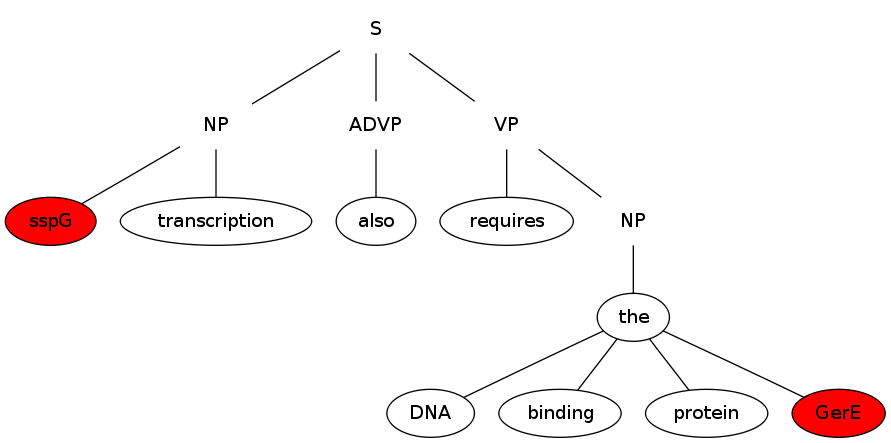 S
NP ADVP VP
sspG transcription also requires NP
the
DNA binding protein GerE